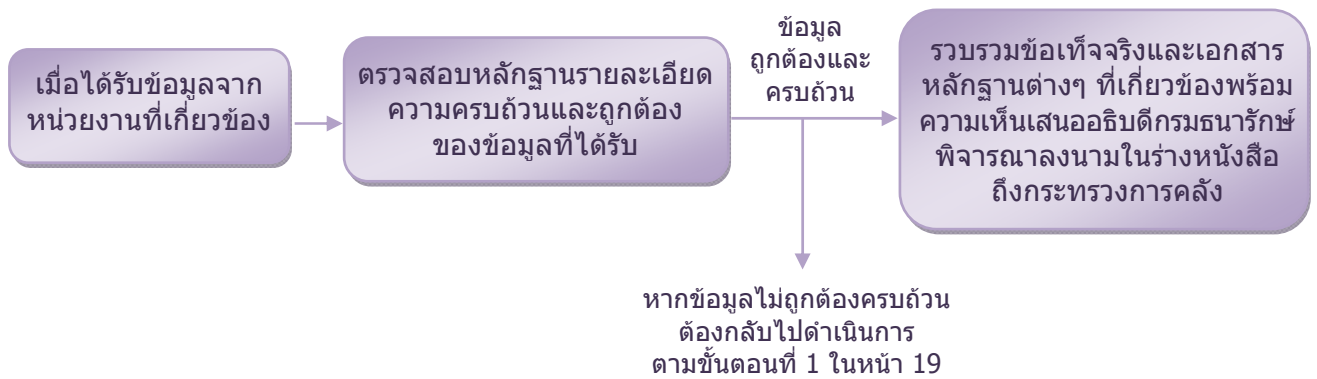 เมื่อได้รับข้อมูลจาก
หน่วยงานที่เกี่ยวข้อง
ตรวจสอบหลักฐานรายละเอียด
ความครบถ้วนและถูกต้อง
ของข้อมูลที่ได้รับ
ข้อมูล
ถูกต้องและ
ครบถ้วน
รวบรวมข้อเท็จจริงและเอกสาร
หลักฐานต่างๆ ที่เกี่ยวข้องพร้อม
ความเห็นเสนออธิบดีกรมธนารักษ์
พิจารณาลงนามในร่างหนังสือ
ถึงกระทรวงการคลัง
หากข้อมูลไม่ถูกต้องครบถ้วน
ต้องกลับไปดำเนินการ
ตามขั้นตอนที่ 1 ในหน้า 19